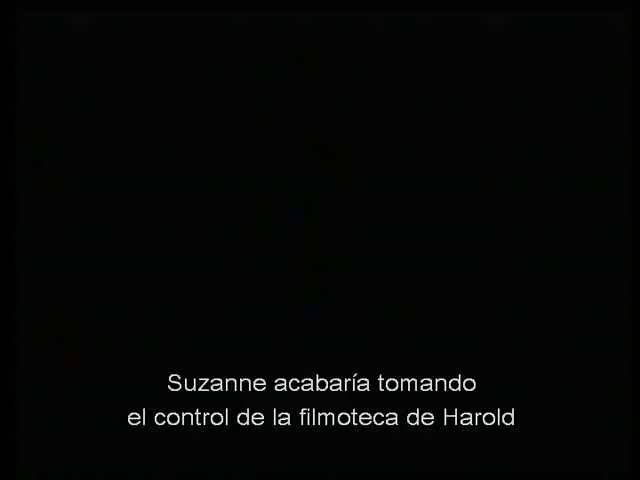 Suzanne acabaría tomando
el control de la filmoteca de Harold